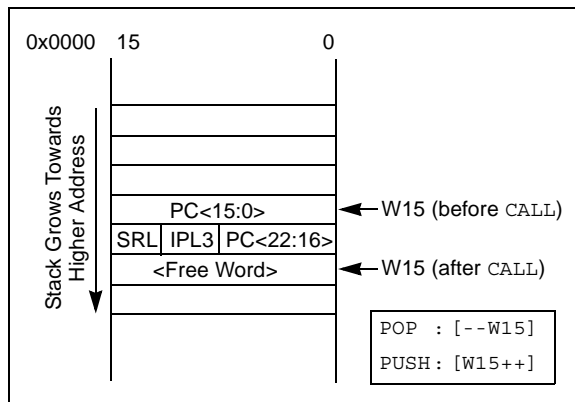 0x0000 15 0
Stack Grows Towards
Higher Address
PC<15:0>
W15 (before CALL)
SRL IPL3 PC<22:16>
<Free Word>
W15 (after CALL)
POP : [--W15]
PUSH: [W15++]